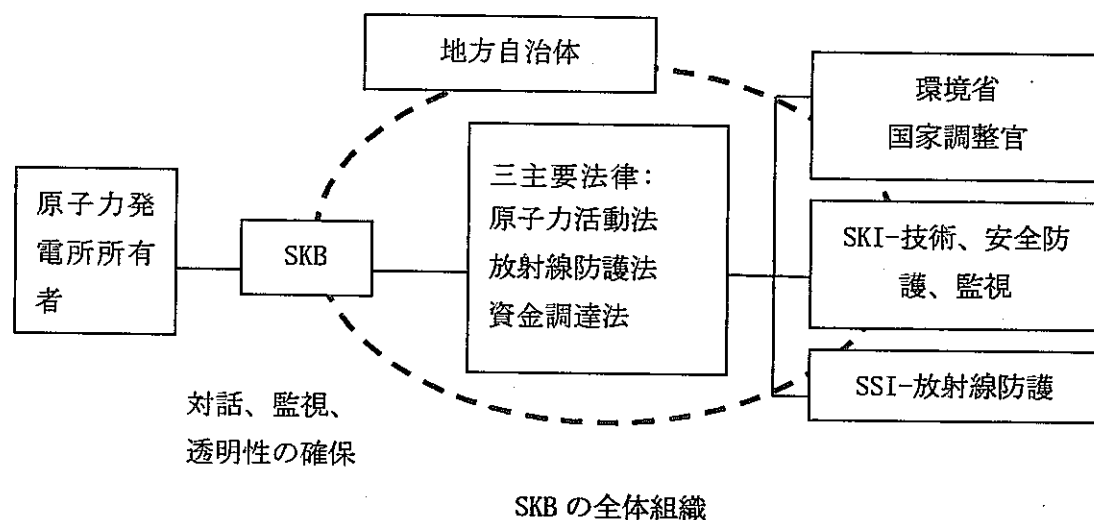 地方自治体
原子力発
電所所有
者
SKB
三主要法律:
原子力活動法
放射線防護法
資金調達法
環境省
国家調整官
SKI-技術、安全防
護、監視
SSI-放射線防護
対話、監視、
透明性の確保
SKBの全体組織